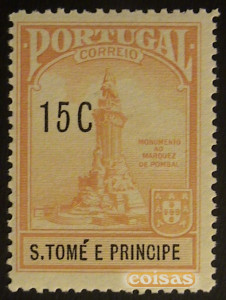 PORTUGAL
CORREIO
15C
MONUMENTO
AO
MARQUEZ
DE POMBAL
S. TOMÉ E PRINCIPE
coisas